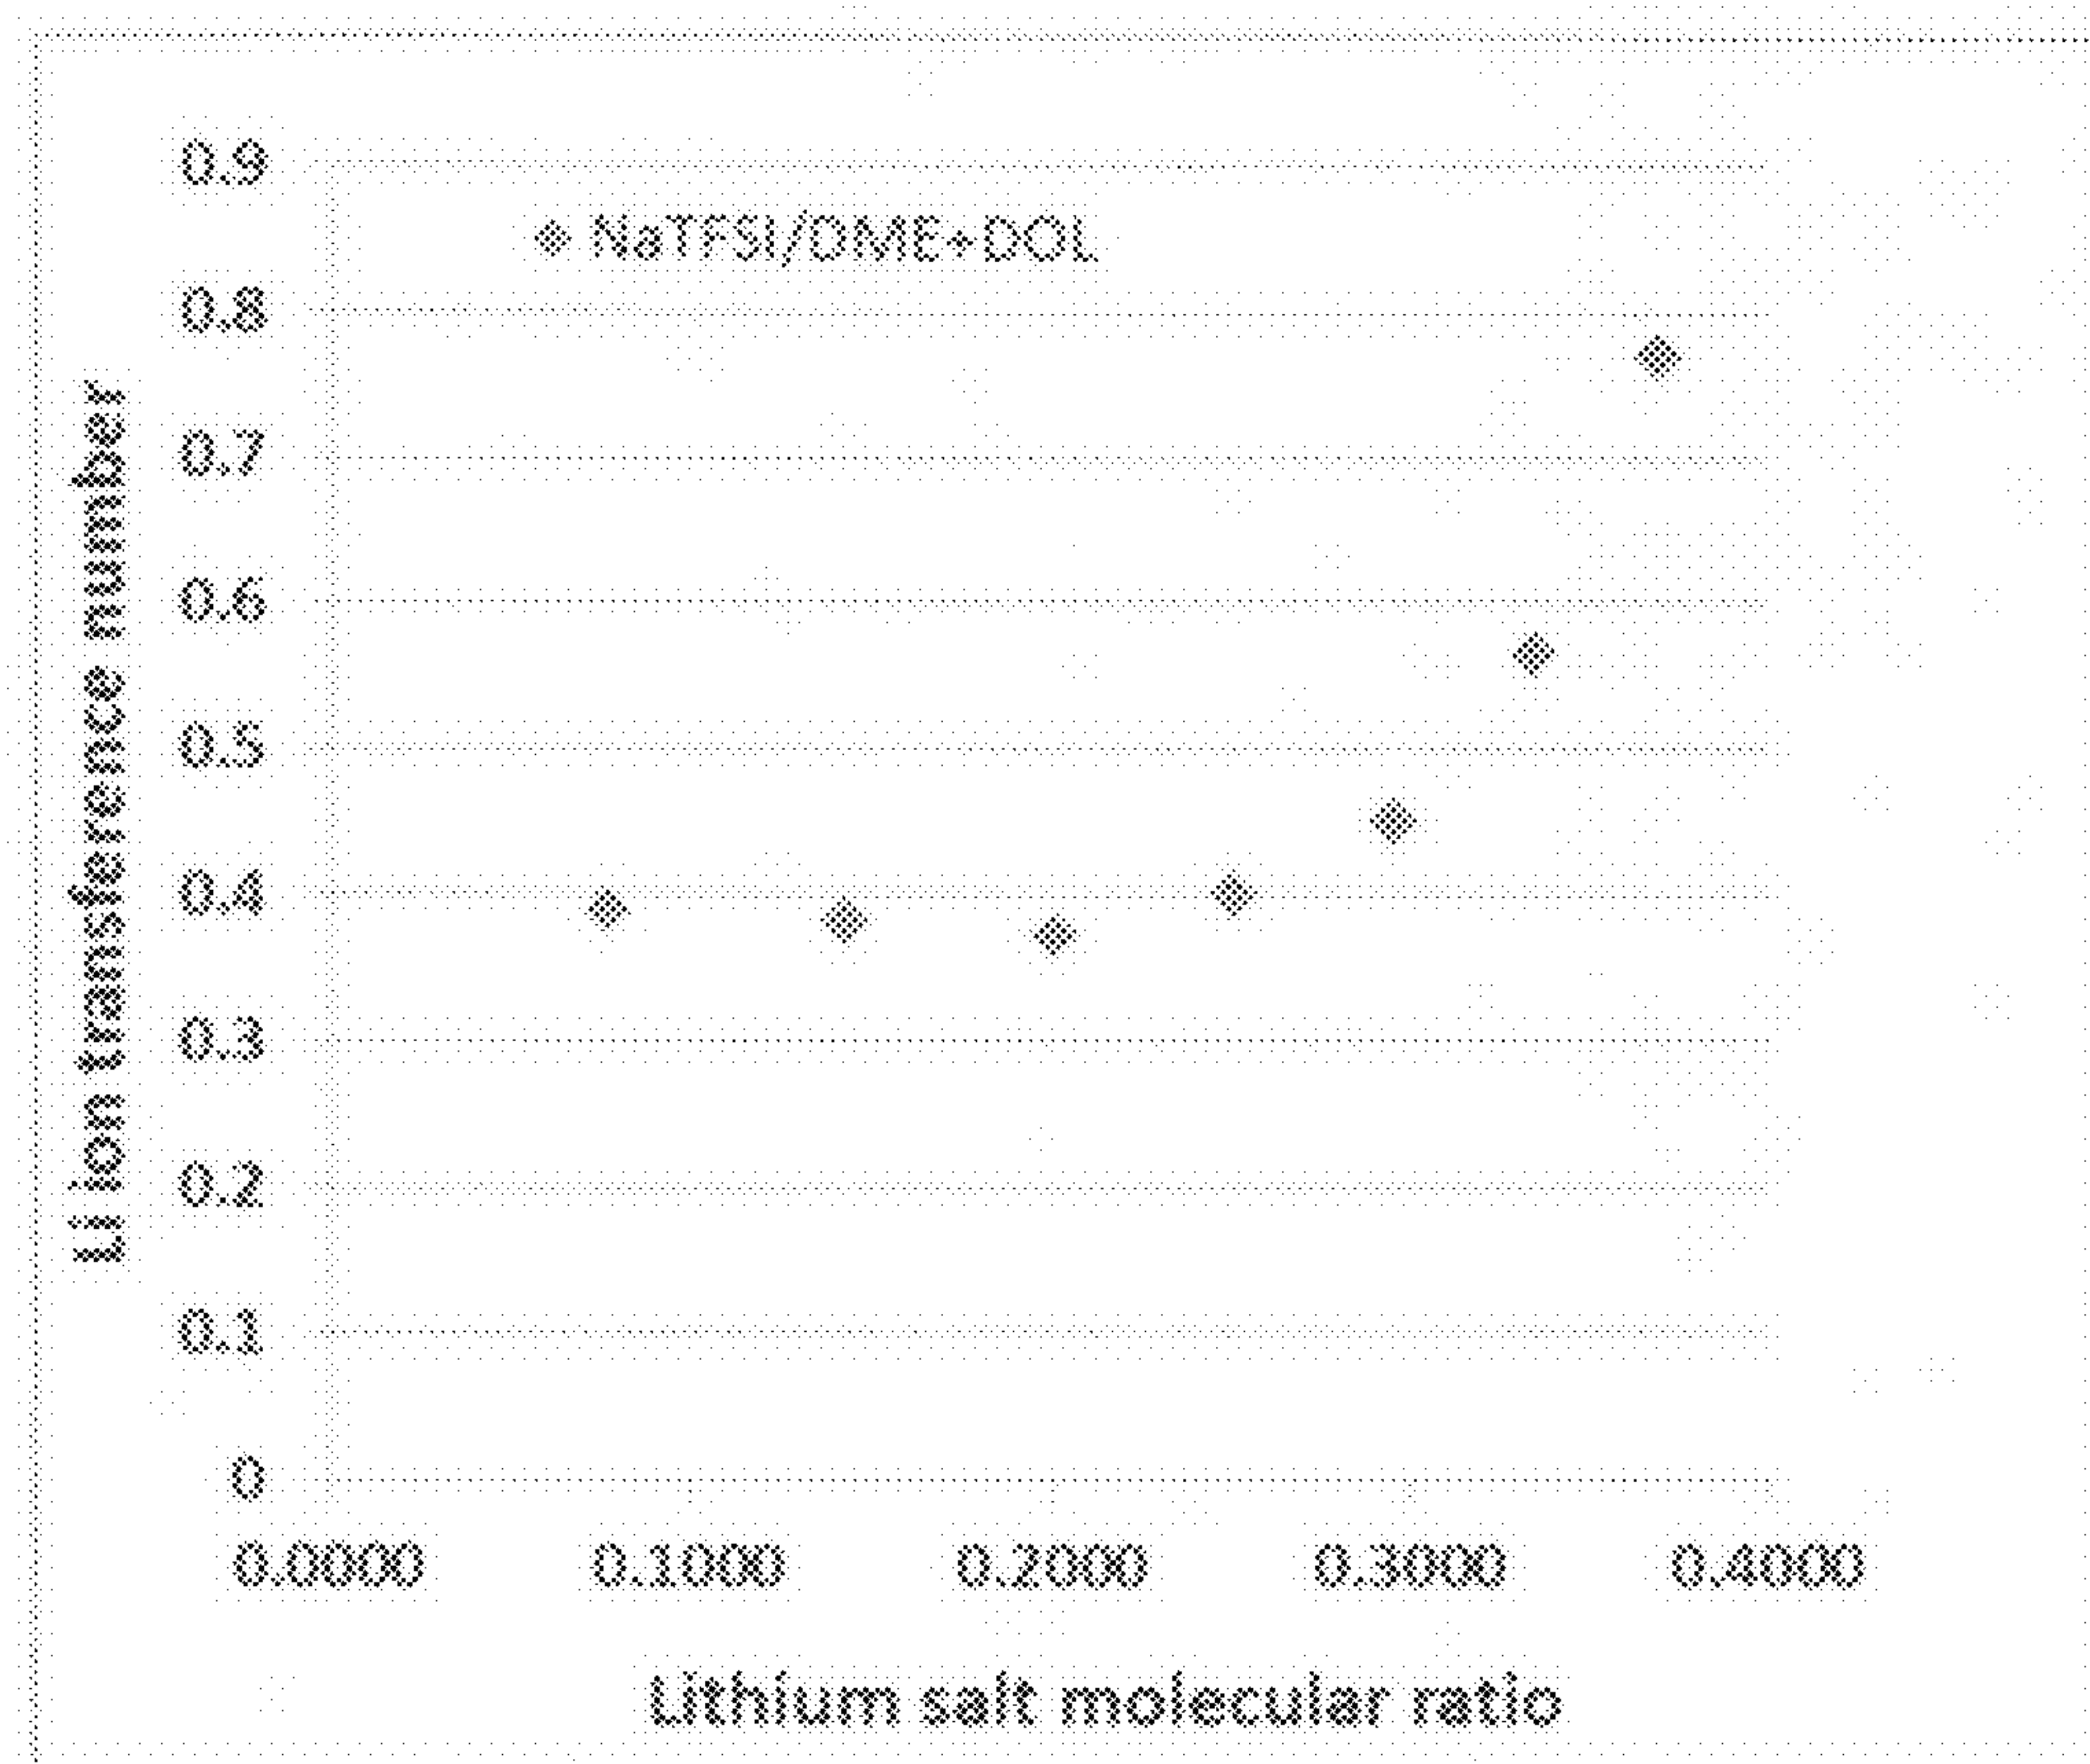 0.9
NaTFSI/DME+DOL
0.8
0.7
0.6
0.5
0.4
0.3
0.2
0.1
0
Li ion transference number
0.0000 0.1000 0.2000 0.3000 0.4000
Lithium salt molecular ratio